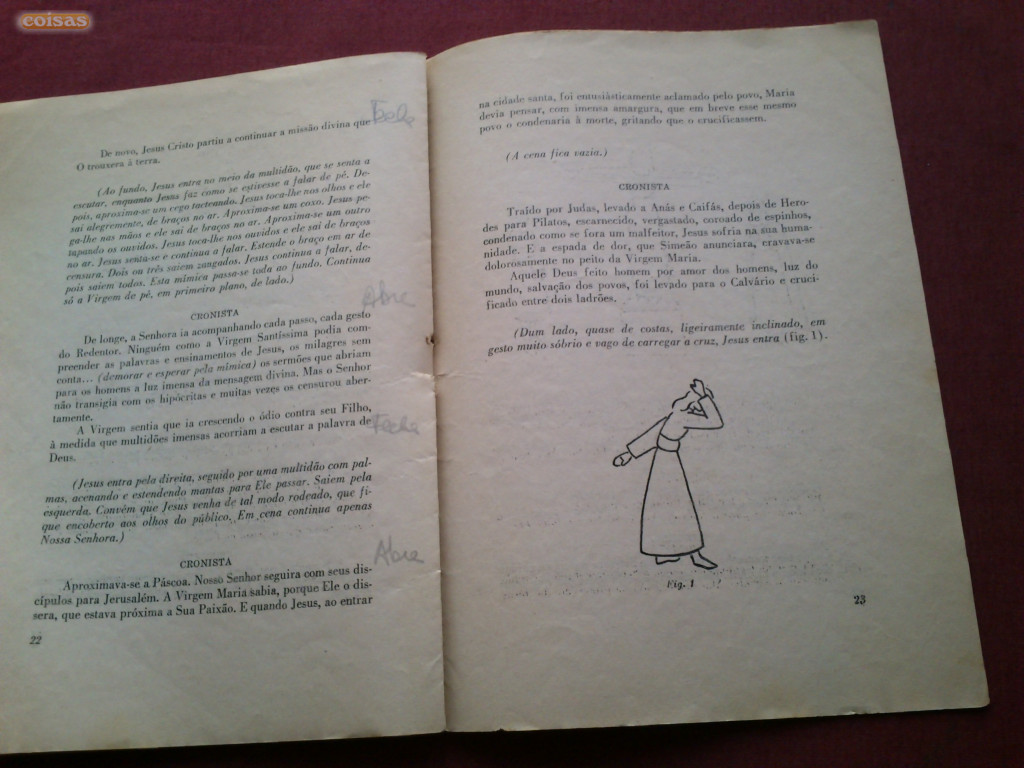 coisas
De novo, Jesus Cristo partiu a continuar a missão divina que
Fecha
O trouxera à terra.
(Ao fundo, Jesus entra no meio da multidão, que se senta a
escutar, enquanto Jesus faz como se estivesse a falar de pé. De-
pois, aproxima-se um cego tacteando. Jesus toca-lhe nos olhos e ele
sai alegremente, de braços no ar. Aproxima-se um coxo. Jesus pe-
ga-lhe nas mãos e ele sai de braços no ar. Aproxima-se um outro
tapando os ouvidos. Jesus toca-lhe nos ouvidos e ele sai de braços
no ar. Jesus senta-se e continua a falar. Estende o braço em ar de
censura. Dois ou três saiem zangados. Jesus continua a falar, de-
pois saiem todos. Esta mímica passa-se toda ao fundo. Continua
só a Virgem de pé, em primeiro plano, de lado.)
Abre
CRONISTA
De longe, a Senhora ia acompanhando cada passo, cada gesto
do Redentor. Ninguém como a Virgem Santíssima podia com-
preender as palavras e ensinamentos de Jesus, os milagres sem
conta... (demorar e esperar pela mímica) os sermões que abriam
para os homens a luz imensa da mensagem divina. Mas o Senhor
não transigia com os hipócritas e muitas vezes os censurou aber-
tamente.
A Virgem sentia que ia crescendo o ódio contra seu Filho,
à medida que multidões imensas acorriam a escutar a palavra de
Fecha
Deus.
(Jesus entra pela direita, seguido por uma multidão com pal-
mas, acenando e estendendo mantas para Ele passar. Saiem pela
esquerda. Convém que Jesus venha de tal modo rodeado, que fi-
que encoberto aos olhos do público. Em cena continua apenas
Nossa Senhora.)
Abre
CRONISTA
Aproximava-se a Páscoa. Nosso Senhor seguira com seus dis-
cípulos para Jerusalém. A Virgem Maria sabia, porque Ele o dis-
sera, que estava próxima a Sua Paixão. E quando Jesus, ao entrar
22
na cidade santa, foi entusiàsticamente aclamado pelo povo, Maria
devia pensar, com imensa amargura, que em breve esse mesmo
povo o condenaria à morte, gritando que o crucificassem.
(A cena fica vazia.)
CRONISTA
Traído por Judas, levado a Anás e Caifás, depois de Hero-
des para Pilatos, escarnecido, vergastado, coroado de espinhos,
condenado como se fora um malfeitor, Jesus sofria na sua huma-
nidade. E a espada de dor, que Simeão anunciara, cravava-se
dolorosamente no peito da Virgem Maria.
Aquele Deus feito homem por amor dos homens, luz do
mundo, salvação dos povos, foi levado para o Calvário e cruci-
ficado entre dois ladrões.
(Dum lado, quase de costas, ligeiramente inclinado, em
gesto muito sóbrio e vago de carregar a cruz, Jesus entra (fig. 1).
Fig. 1
23